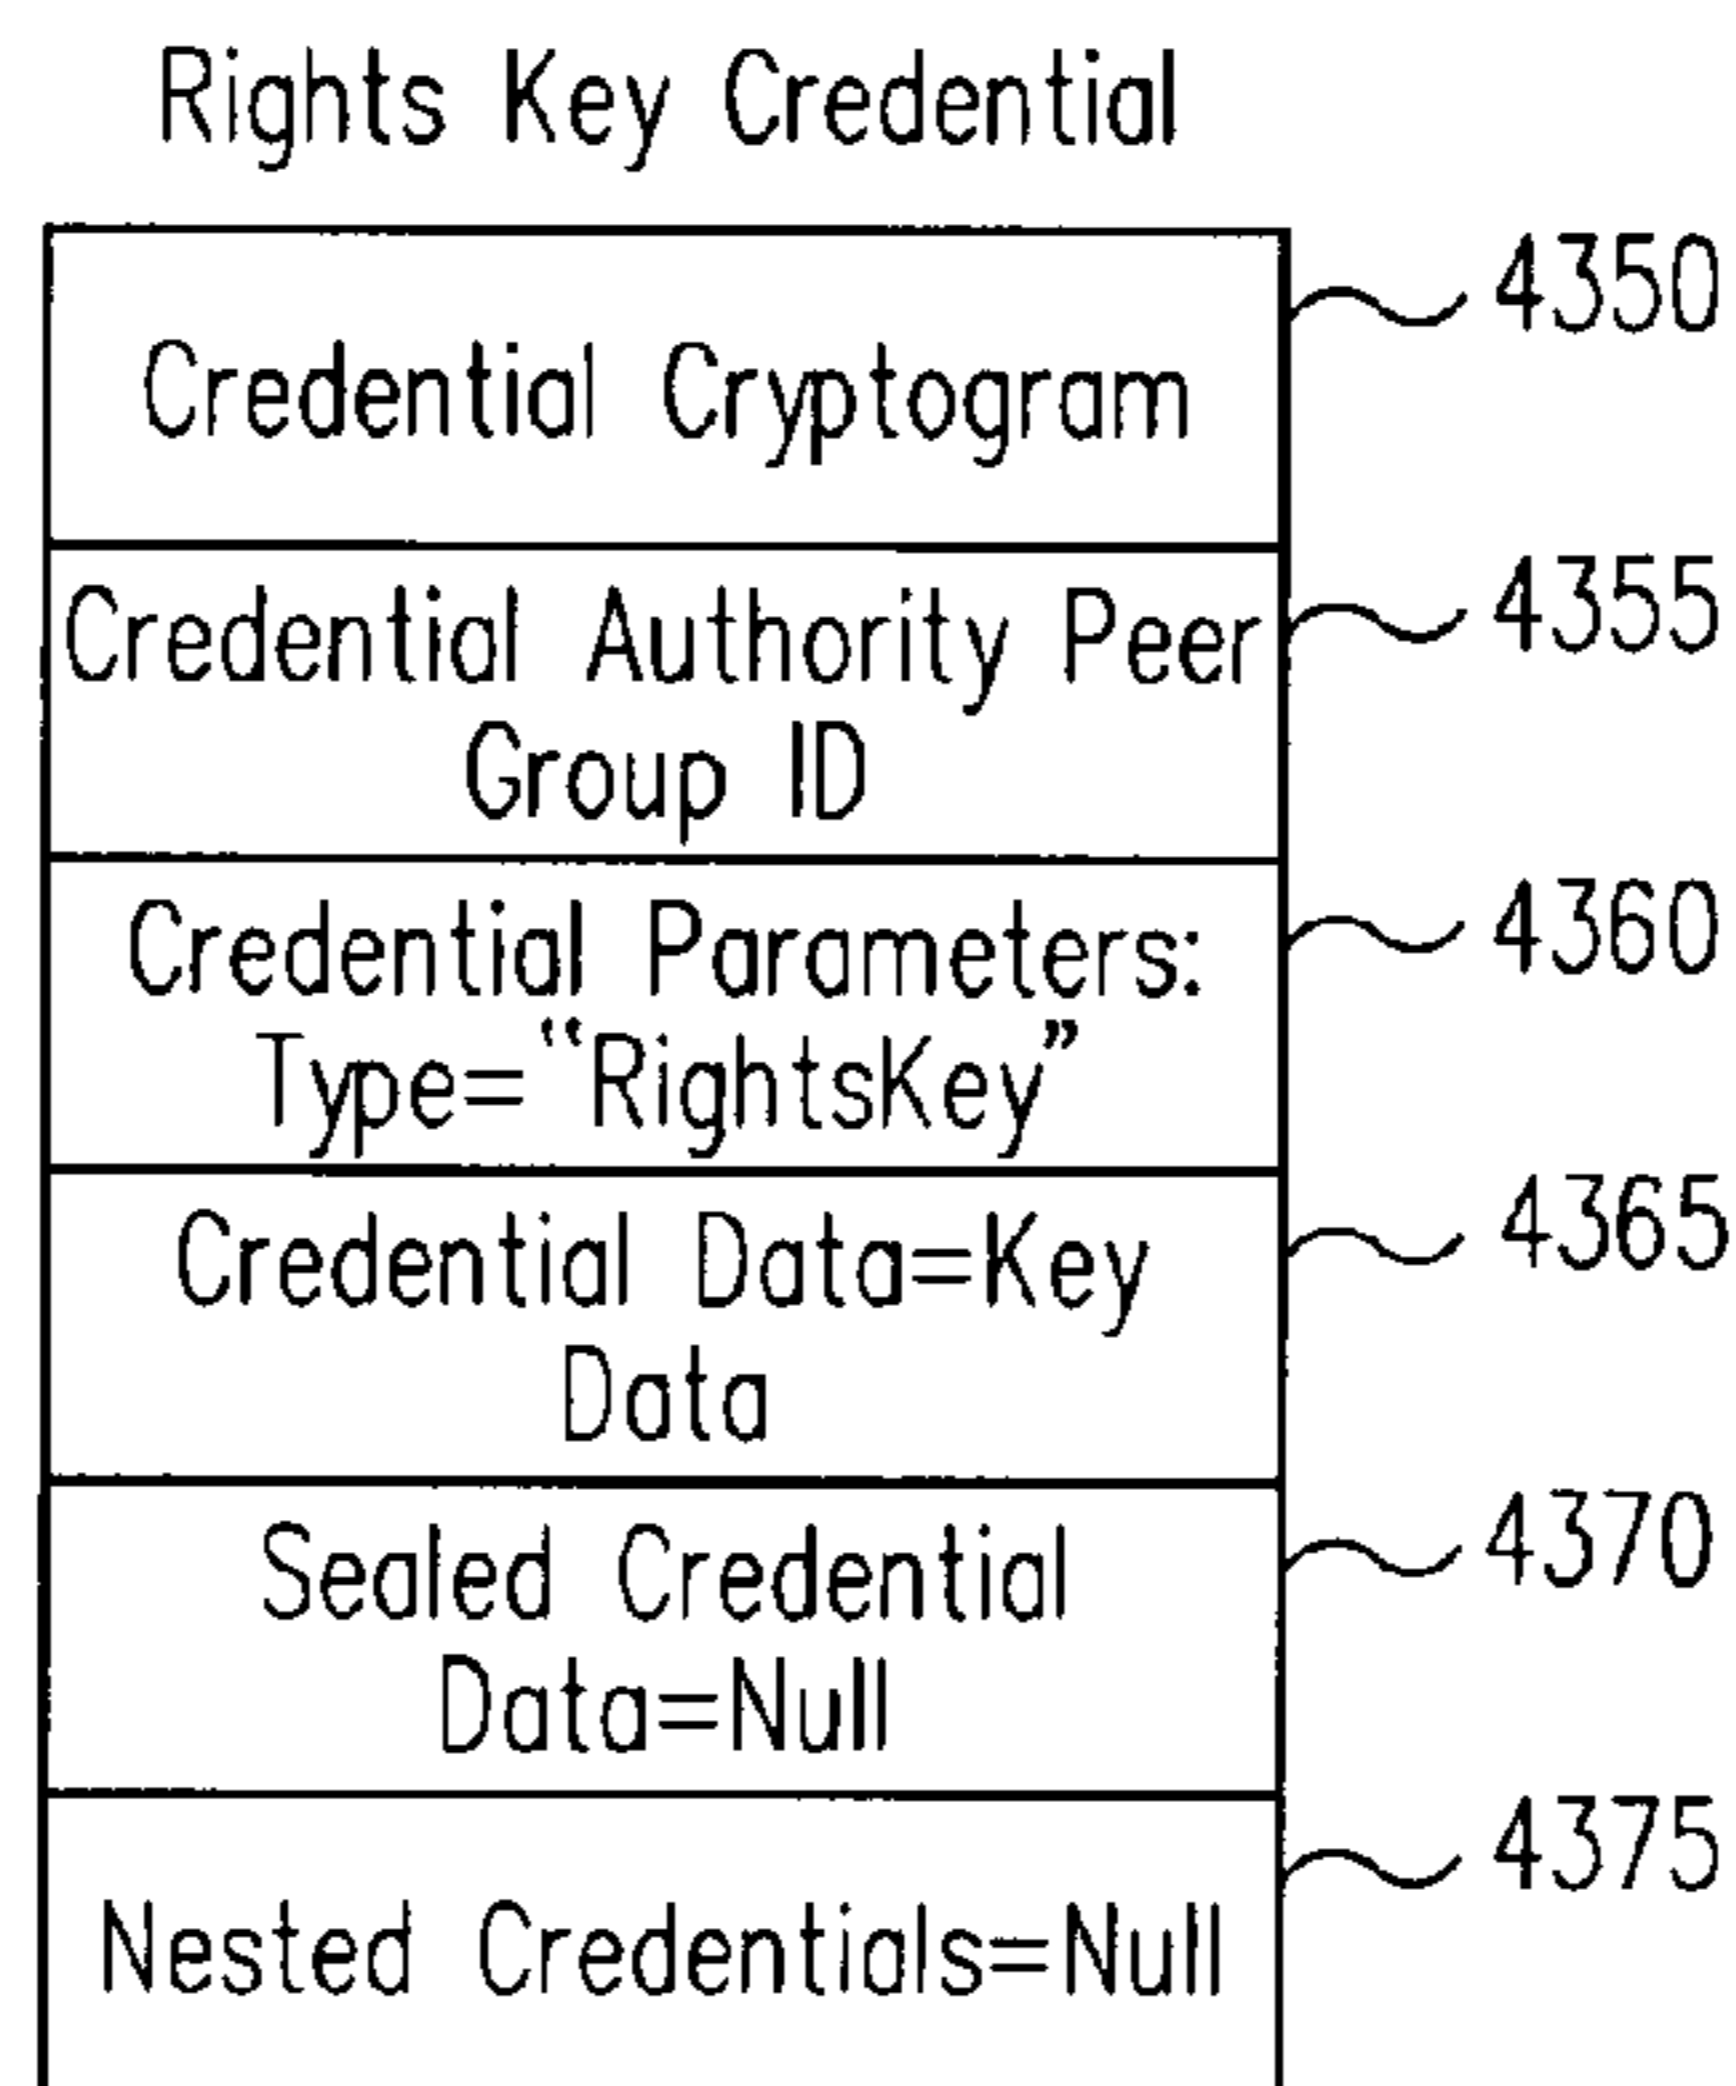 Rights Key Credential
4350
Credential Cryptogram
4355
Credential Authority Peer
Group ID
4360
Credential Parameters:
Type=“RightsKey”
4365
Credential Data=Key
Data
4370
Sealed Credential
Data=Null
4375
Nested Credentials=Null